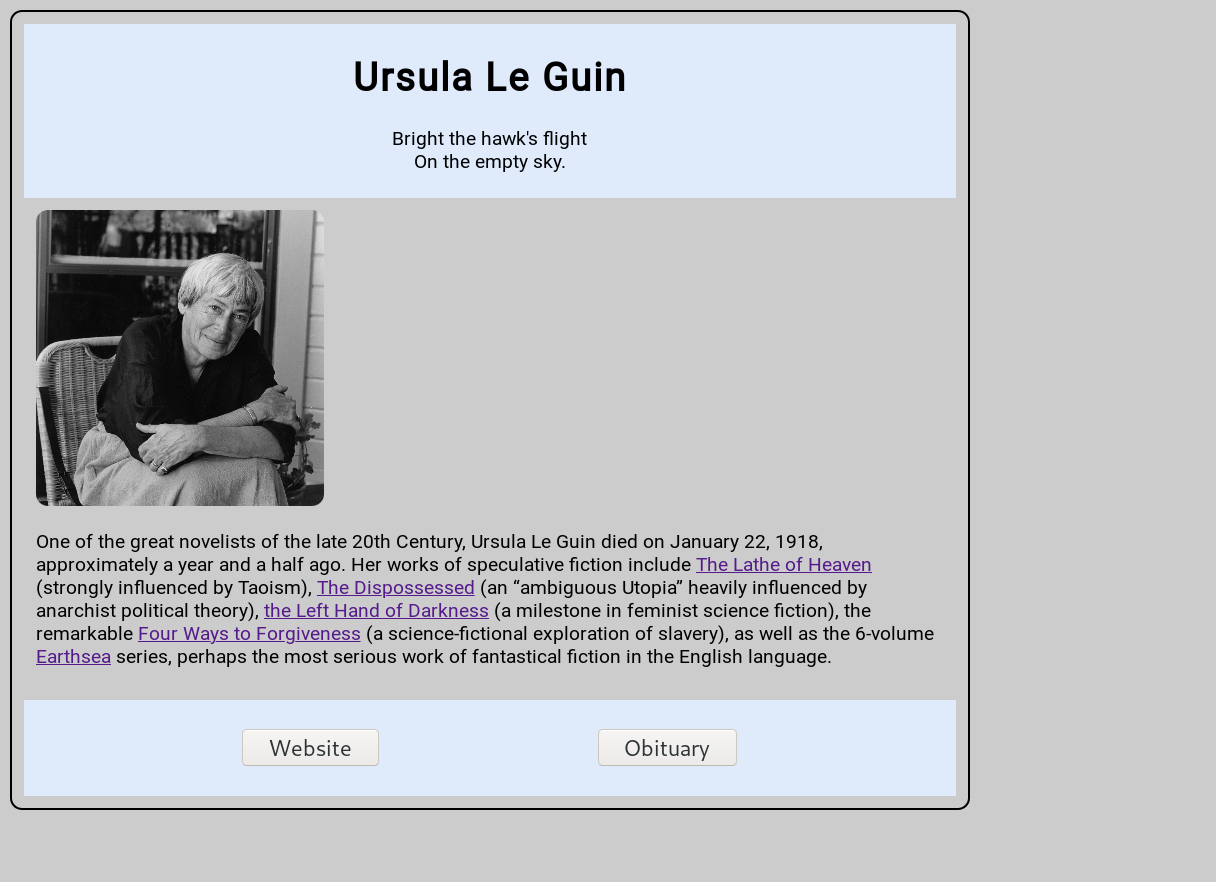 Ursula Le Guin
Bright the hawk's flight
On the empty sky.
One of the great novelists of the late 20th Century, Ursula Le Guin died on January 22, 1918,
approximately a year and a half ago. Her works of speculative fiction include The Lathe of Heaven
(strongly influenced by Taoism), The Dispossessed (an “ambiguous Utopia” heavily influenced by
anarchist political theory), the Left Hand of Darkness (a milestone in feminist science fiction), the
remarkable Four Ways to Forgiveness (a science-fictional exploration of slavery), as well as the 6-volume
Earthsea series, perhaps the most serious work of fantastical fiction in the English language.
Website
Obituary